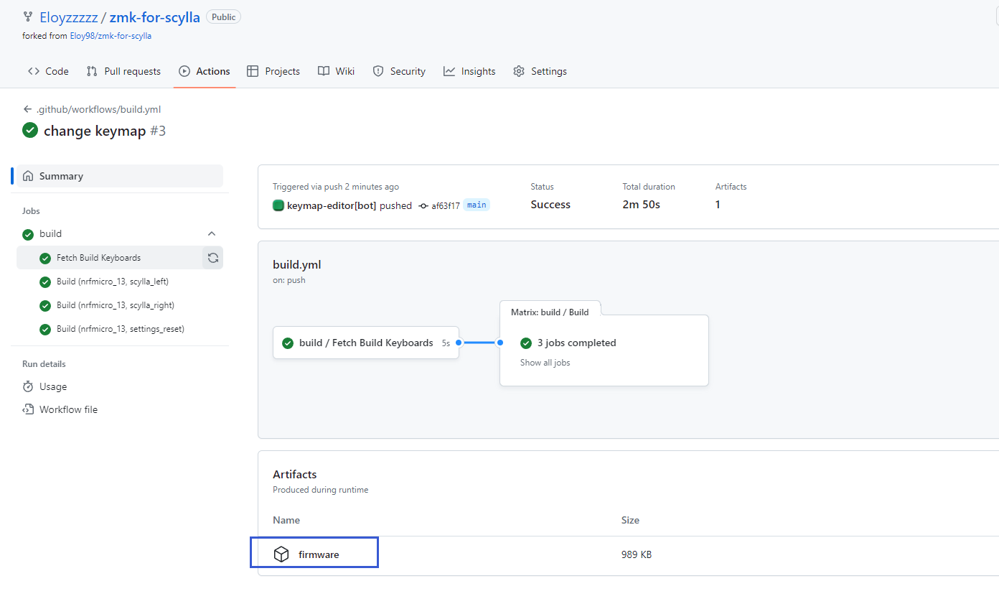 Eloyzzzzz / zmk-for-scylla Public
forked from Eloy98/zmk-for-scylla
Code Pull requests Actions Projects Wiki Security Insights Settings
.github/workflows/build.yml
change keymap #3
Summary
Jobs
build
Fetch Build Keyboards
Build (nrfmicro_13, scylla_left)
Build (nrfmicro_13, scylla_right)
Build (nrfmicro_13, settings_reset)
Run details
Usage
Workflow file
Triggered via push 2 minutes ago Status Total duration Artifacts
keymap-editor[bot] pushed af63f17 main Success 2m 50s 1
build.yml
on: push
Matrix: build / Build
build / Fetch Build Keyboards 5s 3 jobs completed
Show all jobs
Artifacts
Produced during runtime
Name Size
firmware 989 KB